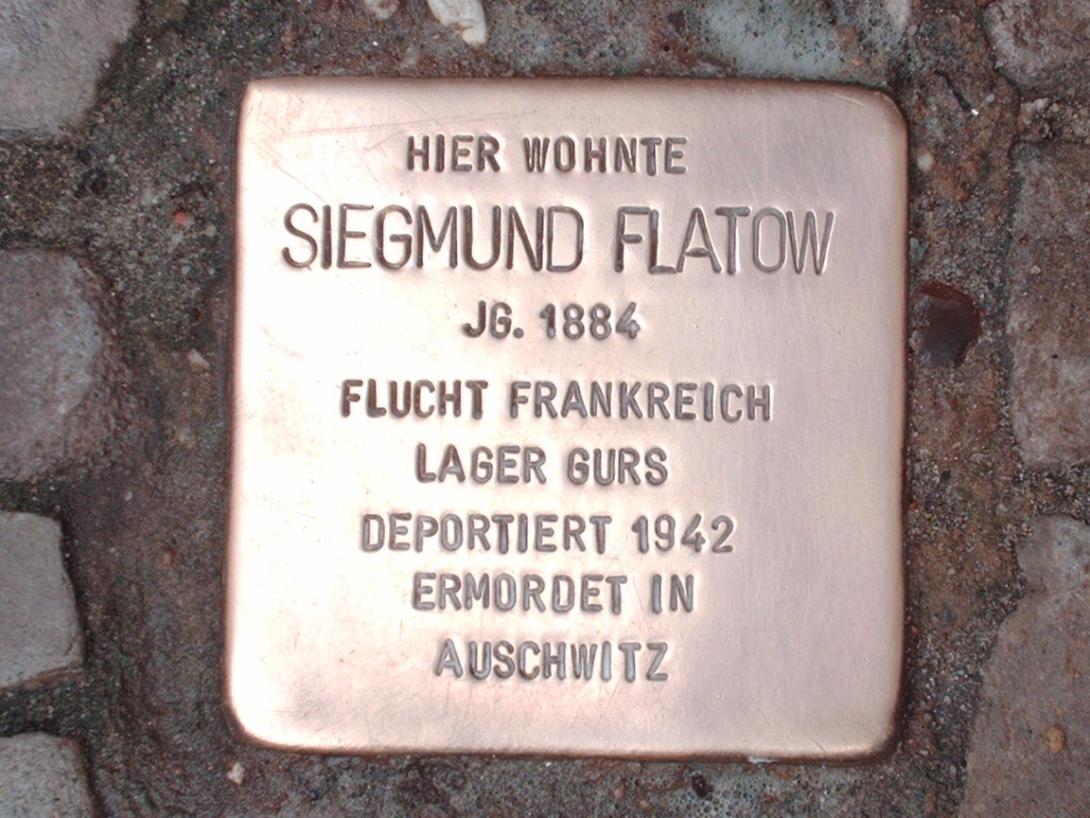 HIER WOHNTE
SIEGMUND FLATOW
JG. 1884
FLUCHT FRANKREICH
LAGER GURS
DEPORTIERT 1942
ERMORDET IN
AUSCHWITZ